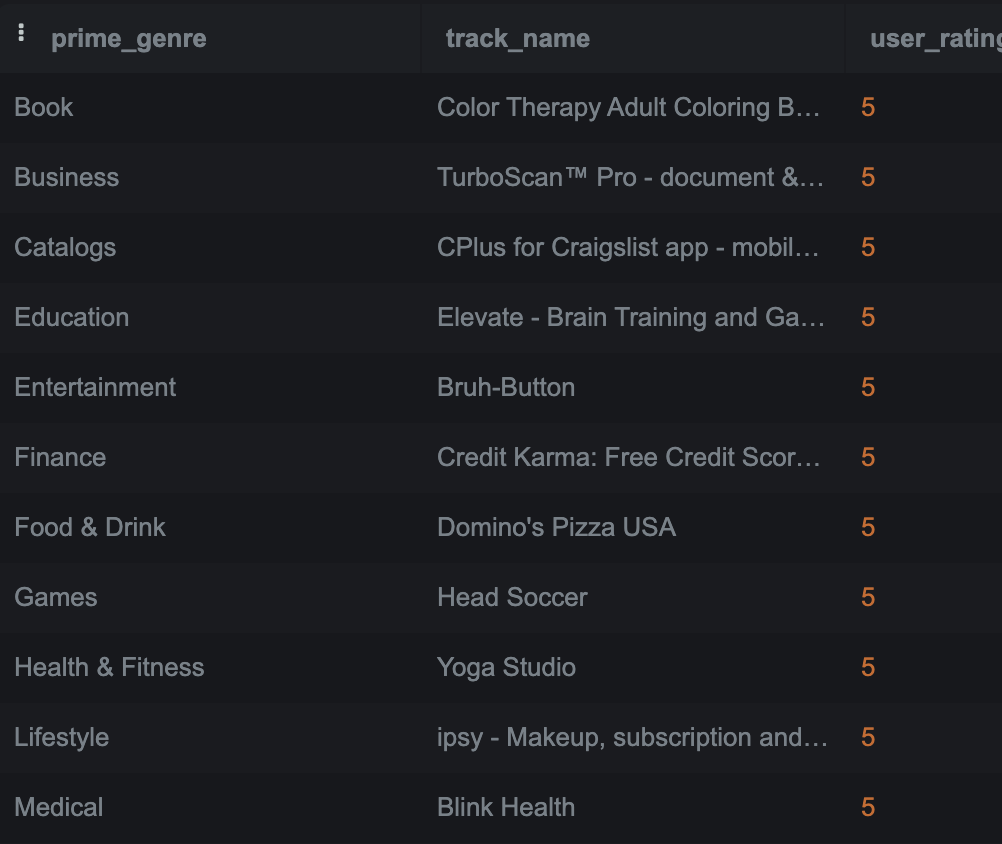 prime_genre track_name user_rating
Book Color Therapy Adult Coloring B… 5
Business TurboScan™ Pro - document &… 5
Catalogs CPlus for Craigslist app - mobil… 5
Education Elevate - Brain Training and Ga… 5
Entertainment Bruh-Button 5
Finance Credit Karma: Free Credit Scor… 5
Food & Drink Domino's Pizza USA 5
Games Head Soccer 5
Health & Fitness Yoga Studio 5
Lifestyle ipsy - Makeup, subscription and… 5
Medical Blink Health 5